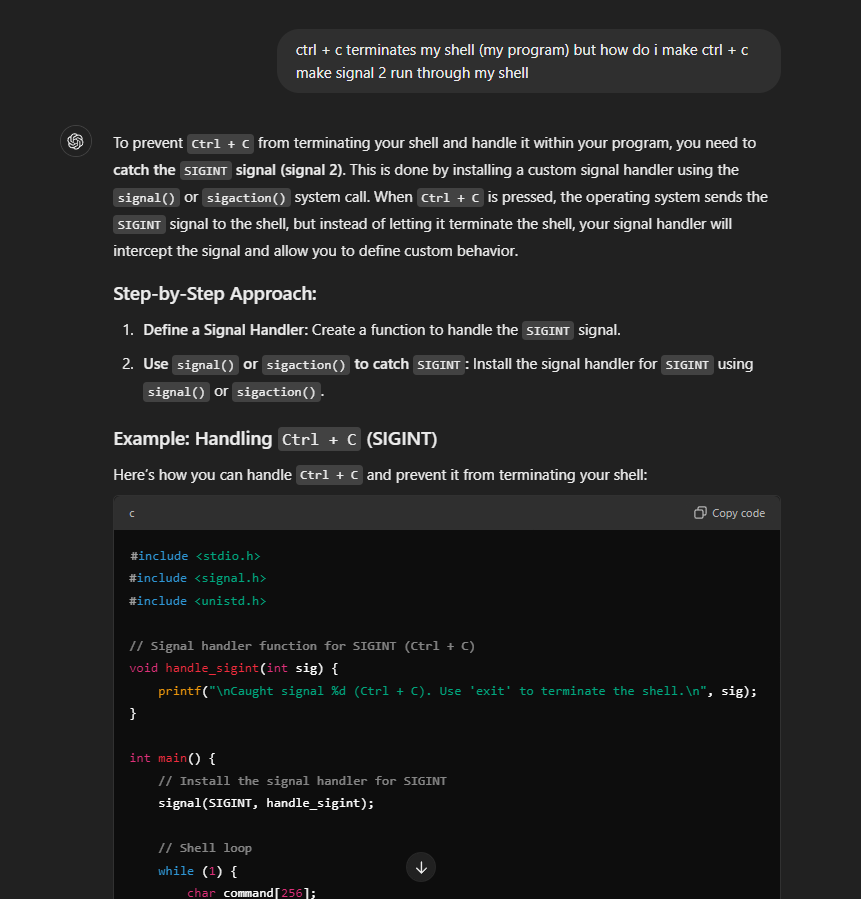 ctrl + c terminates my shell (my program) but how do i make ctrl + c
make signal 2 run through my shell
To prevent Ctrl + C from terminating your shell and handle it within your program, you need to
catch the SIGINT signal (signal 2). This is done by installing a custom signal handler using the
signal() or sigaction() system call. When Ctrl + C is pressed, the operating system sends the
SIGINT signal to the shell, but instead of letting it terminate the shell, your signal handler will
intercept the signal and allow you to define custom behavior.
Step-by-Step Approach:
1. Define a Signal Handler: Create a function to handle the SIGINT signal.
2. Use signal() or sigaction() to catch SIGINT: Install the signal handler for SIGINT using
signal() or sigaction().
Example: Handling Ctrl + C (SIGINT)
Here's how you can handle Ctrl + C and prevent it from terminating your shell:
c Copy code
#include <stdio.h>
#include <signal.h>
#include <unistd.h>
// Signal handler function for SIGINT (Ctrl + C)
void handle_sigint(int sig) {
printf("\nCaught signal %d (Ctrl + C). Use 'exit' to terminate the shell.\n", sig);
}
int main() {
// Install the signal handler for SIGINT
signal(SIGINT, handle_sigint);
// Shell loop
while (1) {
char command[256];